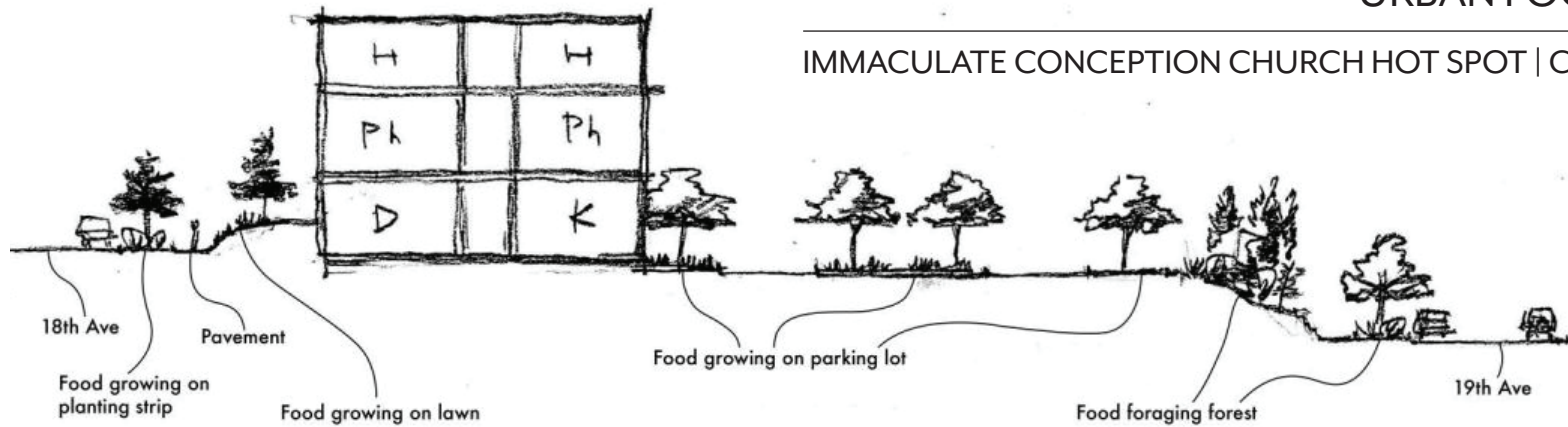 IMMACULATE CONCEPTION CHURCH HOT SPOT |
H H
Ph Ph
D K
18th Ave
Pavement
Food growing on
planting strip
Food growing on lawn
Food growing on parking lot
Food foraging forest
19th Ave